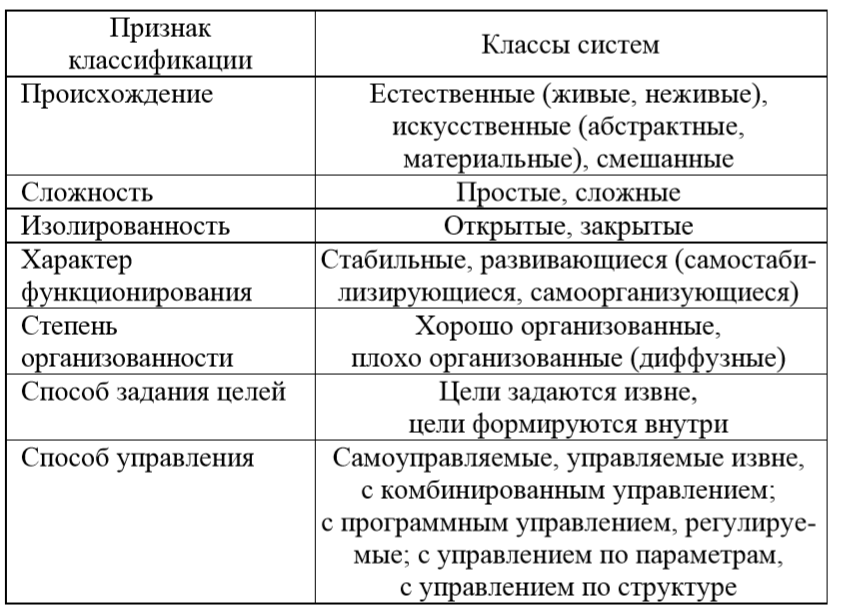 Признак
классификации
Классы систем
Происхождение
Естественные (живые, неживые),
искусственные (абстрактные,
материальные), смешанные
Сложность
Простые, сложные
Изолированность
Открытые, закрытые
Характер
функционирования
Стабильные, развивающиеся (самостаби-
лизирующиеся, самоорганизующиеся)
Степень
организованности
Хорошо организованные,
плохо организованные (диффузные)
Способ задания целей
Цели задаются извне,
цели формируются внутри
Способ управления
Самоуправляемые, управляемые извне,
с комбинированным управлением;
с программным управлением, регулируе-
мые; с управлением по параметрам,
с управлением по структуре